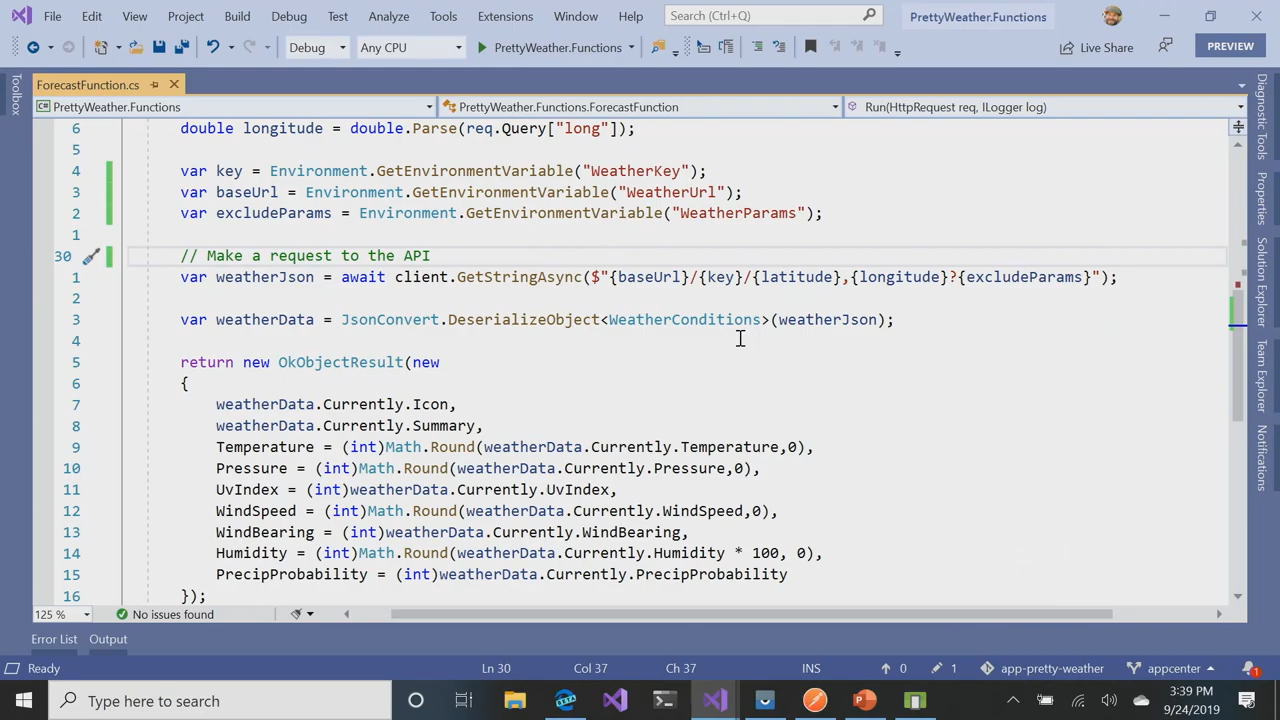 File Edit View Project Build Debug Test Analyze Tools Extensions Window Help Search (Ctrl+Q) PrettyWeather.Functions
Debug Any CPU PrettyWeather.Functions Live Share PREVIEW
ForecastFunction.cs
PrettyWeather.Functions PrettyWeather.Functions.ForecastFunction Run(HttpRequest req, ILogger log)
6 double longitude = double.Parse(req.Query["long"]);
5
4 var key = Environment.GetEnvironmentVariable("WeatherKey");
3 var baseUrl = Environment.GetEnvironmentVariable("WeatherUrl");
2 var excludeParams = Environment.GetEnvironmentVariable("WeatherParams");
1
30 // Make a request to the API
1 var weatherJson = await client.GetStringAsync($"{baseUrl}/{key}/{latitude},{longitude}?{excludeParams}");
2
3 var weatherData = JsonConvert.DeserializeObject<WeatherConditions>(weatherJson);
4
5 return new OkObjectResult(new
6 {
7 weatherData.Currently.Icon,
8 weatherData.Currently.Summary,
9 Temperature = (int)Math.Round(weatherData.Currently.Temperature,0),
10 Pressure = (int)Math.Round(weatherData.Currently.Pressure,0),
11 UvIndex = (int)weatherData.Currently.UvIndex,
12 WindSpeed = (int)Math.Round(weatherData.Currently.WindSpeed,0),
13 WindBearing = (int)weatherData.Currently.WindBearing,
14 Humidity = (int)Math.Round(weatherData.Currently.Humidity * 100, 0),
15 PrecipProbability = (int)weatherData.Currently.PrecipProbability
16 });
125 % No issues found
Toolbox
Diagnostic Tools
Properties
Solution Explorer
Team Explorer
Notifications
Error List Output
Ready Ln 30 Col 37 Ch 37 INS 0 1 app-pretty-weather appcenter 1
Type here to search
3:39 PM
9/24/2019